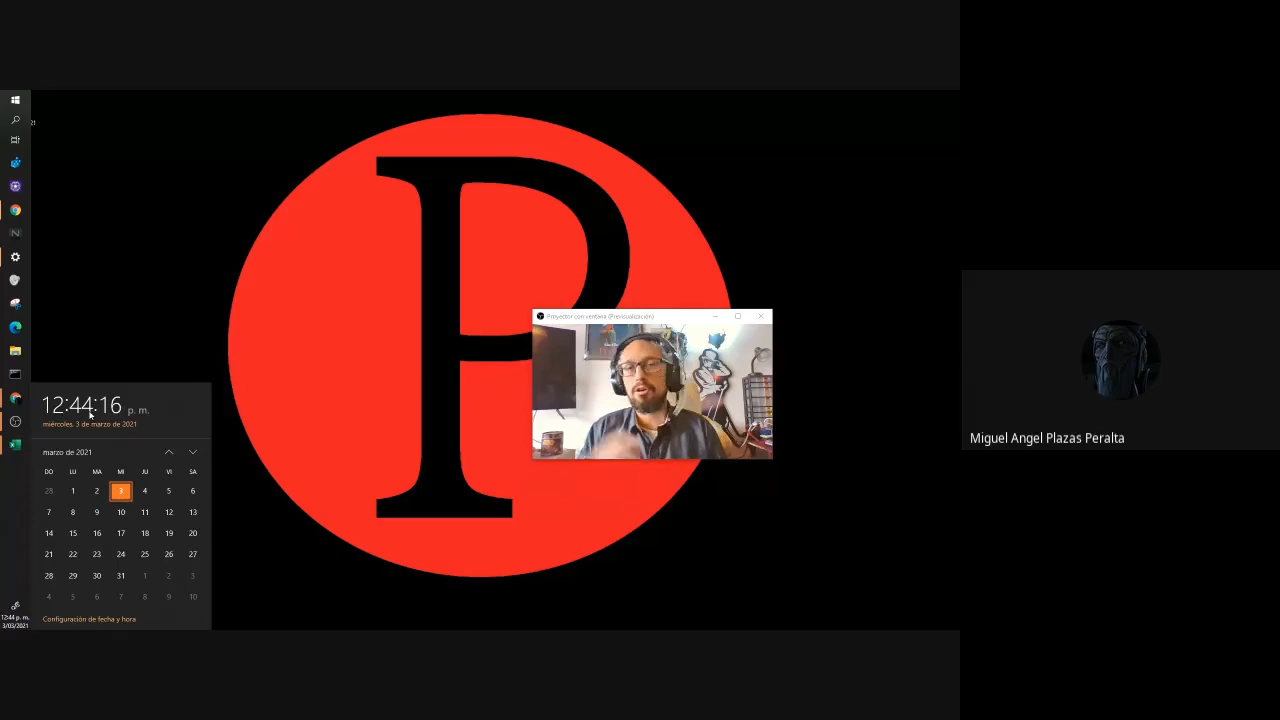 21
P
Proyector con ventana (Previsualización)
12:44:16 p. m.
miércoles, 3 de marzo de 2021
marzo de 2021
DO LU MA MI JU VI SA
28 1 2 3 4 5 6
7 8 9 10 11 12 13
14 15 16 17 18 19 20
21 22 23 24 25 26 27
28 29 30 31 1 2 3
4 5 6 7 8 9 10
Configuración de fecha y hora
12:44 p. m.
3/03/2021
Miguel Angel Plazas Peralta